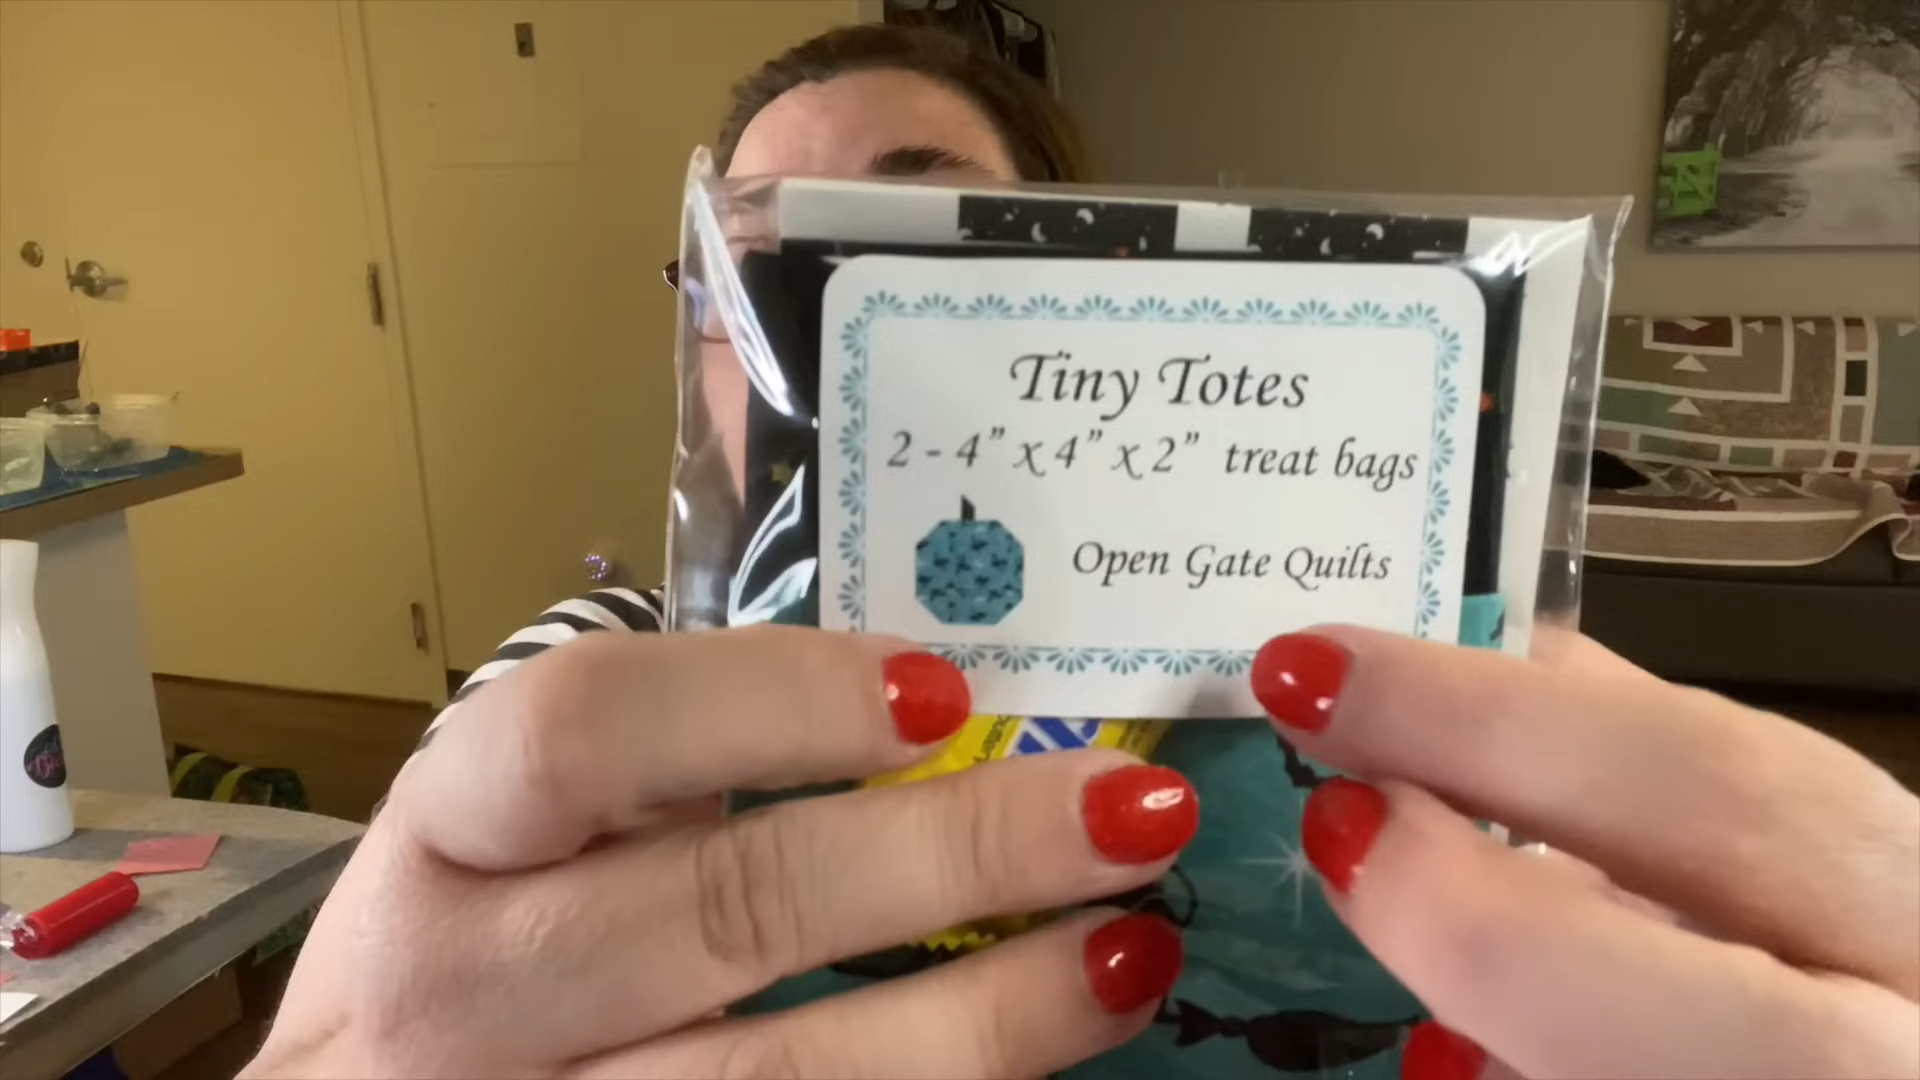 Tiny Totes
2 - 4" x 4" x 2" treat bags
Open Gate Quilts